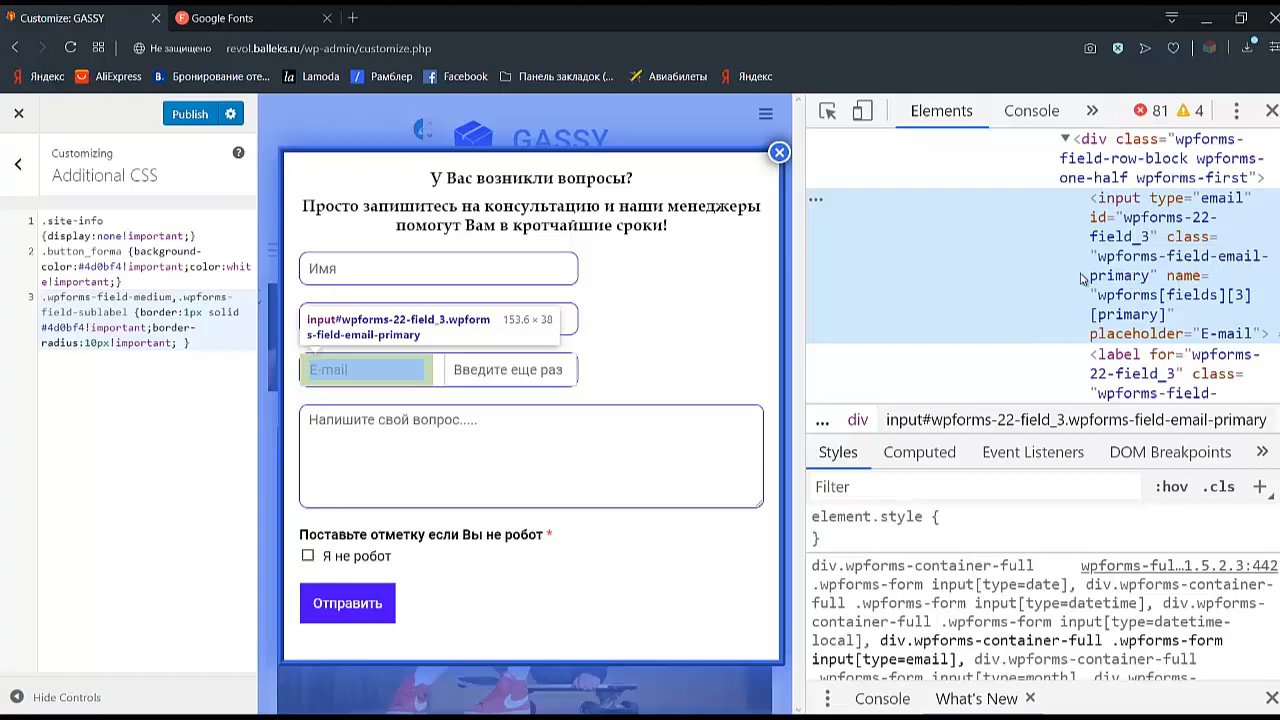 Customize: GASSY
Google Fonts
Не защищено
revol.balleks.ru/wp-admin/customize.php
Яндекс
AliExpress
Бронирование оте...
Lamoda
Рамблер
Facebook
Панель закладок (...
Авиабилеты
Яндекс
Publish
Customizing
Additional CSS
1 .site-info
{display:none!important;}
2 .button_forma {background-
color:#4d0bf4!important;color:whit
e!important;}
3 .wpforms-field-medium,.wpforms-
field-sublabel {border:1px solid
#4d0bf4!important;border-
radius:10px!important; }
Hide Controls
GASSY
У Вас возникли вопросы?
Просто запишитесь на консультацию и наши менеджеры
помогут Вам в кротчайшие сроки!
Имя
input#wpforms-22-field_3.wpform
s-field-email-primary
153.6 × 38
E-mail
Введите еще раз
Напишите свой вопрос.....
Поставьте отметку если Вы не робот *
Я не робот
Отправить
Elements
Console
81
4
<div class="wpforms-
field-row-block wpforms-
one-half wpforms-first">
<input type="email"
id="wpforms-22-
field_3" class=
"wpforms-field-email-
primary" name=
"wpforms[fields][3]
[primary]"
placeholder="E-mail">
<label for="wpforms-
22-field_3" class=
"wpforms-field-
... div input#wpforms-22-field_3.wpforms-field-email-primary
Styles
Computed
Event Listeners
DOM Breakpoints
Filter
:hov
.cls
element.style {
}
div.wpforms-container-full wpforms-ful…1.5.2.3:442
.wpforms-form input[type=date], div.wpforms-container-
full .wpforms-form input[type=datetime], div.wpforms-
container-full .wpforms-form input[type=datetime-
local], div.wpforms-container-full .wpforms-form
input[type=email], div.wpforms-container-full
.wpforms-form input[type=month], div.wpforms-
Console
What's New